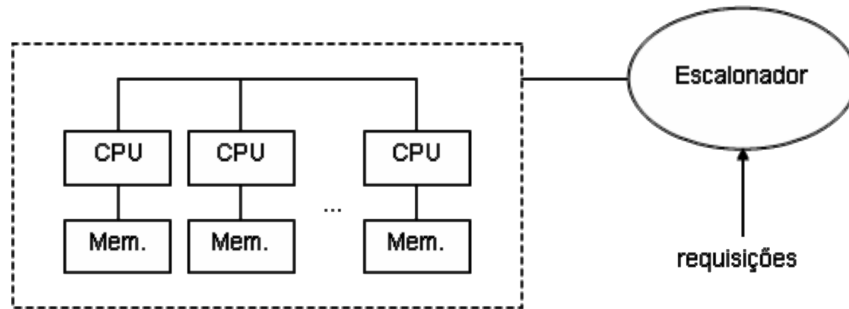 Escalonador
CPU CPU CPU
...
Mem. Mem. Mem.
requisições